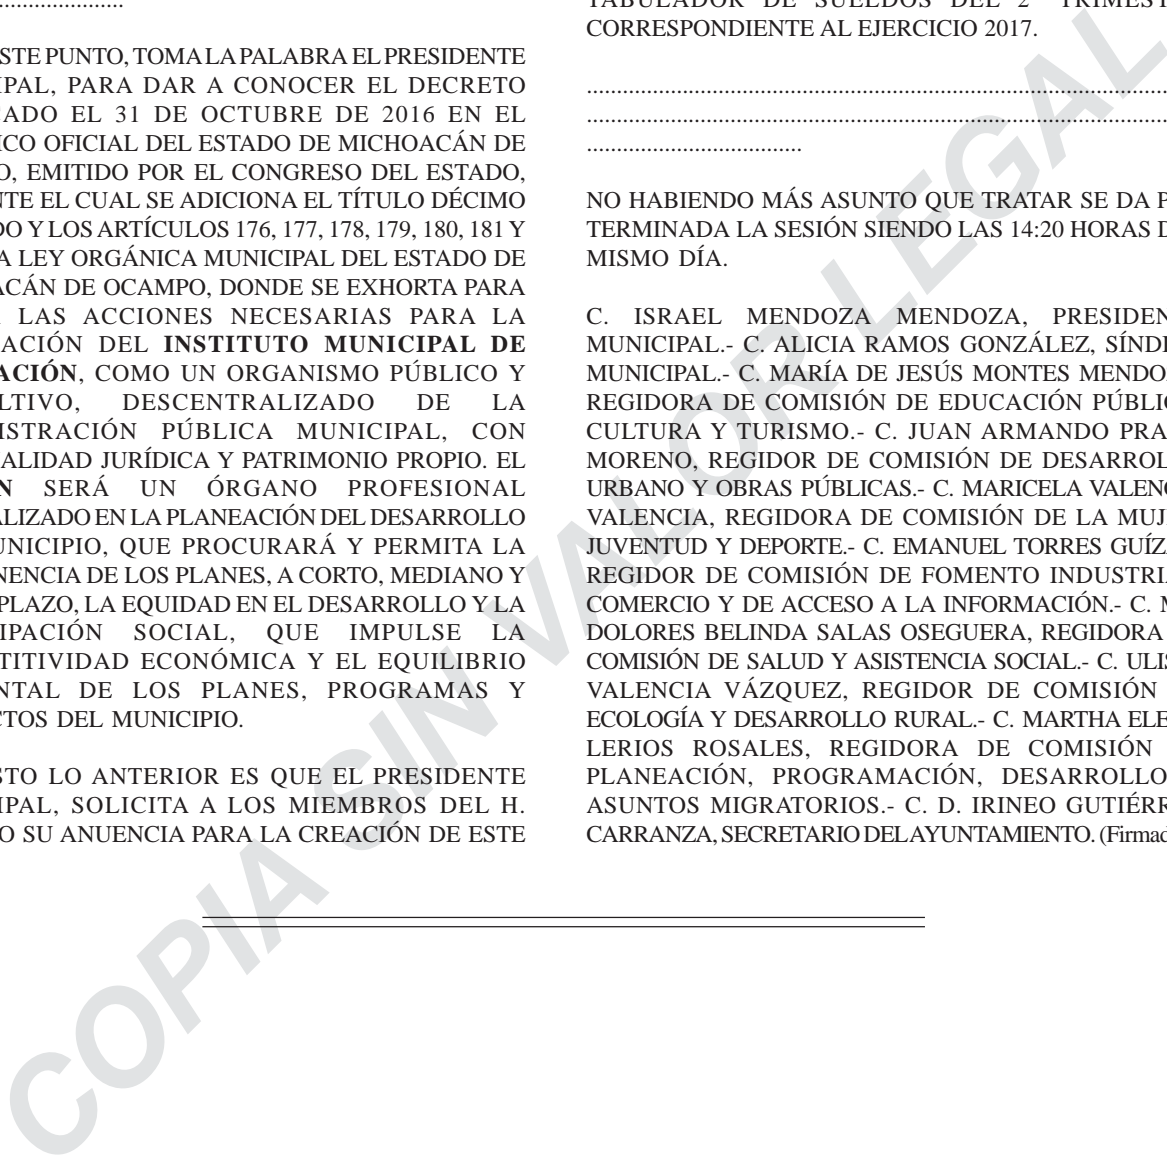 .....................
STE PUNTO, TOMA LA PALABRA EL PRESIDENTE
IPAL, PARA DAR A CONOCER EL DECRETO
CADO EL 31 DE OCTUBRE DE 2016 EN EL
ICO OFICIAL DEL ESTADO DE MICHOACÁN DE
O, EMITIDO POR EL CONGRESO DEL ESTADO,
NTE EL CUAL SE ADICIONA EL TÍTULO DÉCIMO
DO Y LOS ARTÍCULOS 176, 177, 178, 179, 180, 181 Y
A LEY ORGÁNICA MUNICIPAL DEL ESTADO DE
ACÁN DE OCAMPO, DONDE SE EXHORTA PARA
LAS ACCIONES NECESARIAS PARA LA
ACIÓN DEL INSTITUTO MUNICIPAL DE
ACIÓN, COMO UN ORGANISMO PÚBLICO Y
LTIVO, DESCENTRALIZADO DE LA
ISTRACIÓN PÚBLICA MUNICIPAL, CON
ALIDAD JURÍDICA Y PATRIMONIO PROPIO. EL
N SERÁ UN ÓRGANO PROFESIONAL
ALIZADO EN LA PLANEACIÓN DEL DESARROLLO
UNICIPIO, QUE PROCURARÁ Y PERMITA LA
NENCIA DE LOS PLANES, A CORTO, MEDIANO Y
PLAZO, LA EQUIDAD EN EL DESARROLLO Y LA
IPACIÓN SOCIAL, QUE IMPULSE LA
TITIVIDAD ECONÓMICA Y EL EQUILIBRIO
NTAL DE LOS PLANES, PROGRAMAS Y
CTOS DEL MUNICIPIO.
STO LO ANTERIOR ES QUE EL PRESIDENTE
IPAL, SOLICITA A LOS MIEMBROS DEL H.
O SU ANUENCIA PARA LA CREACIÓN DE ESTE
TABULADOR DE SUELDOS DEL 2° TRIMEST
CORRESPONDIENTE AL EJERCICIO 2017.
..................................................................................................
..................................................................................................
....................................
NO HABIENDO MÁS ASUNTO QUE TRATAR SE DA P
TERMINADA LA SESIÓN SIENDO LAS 14:20 HORAS D
MISMO DÍA.
C. ISRAEL MENDOZA MENDOZA, PRESIDEN
MUNICIPAL.- C. ALICIA RAMOS GONZÁLEZ, SÍNDI
MUNICIPAL.- C. MARÍA DE JESÚS MONTES MENDOZ
REGIDORA DE COMISIÓN DE EDUCACIÓN PÚBLIC
CULTURA Y TURISMO.- C. JUAN ARMANDO PRA
MORENO, REGIDOR DE COMISIÓN DE DESARROL
URBANO Y OBRAS PÚBLICAS.- C. MARICELA VALENC
VALENCIA, REGIDORA DE COMISIÓN DE LA MUJ
JUVENTUD Y DEPORTE.- C. EMANUEL TORRES GUÍZA
REGIDOR DE COMISIÓN DE FOMENTO INDUSTRIA
COMERCIO Y DE ACCESO A LA INFORMACIÓN.- C. M
DOLORES BELINDA SALAS OSEGUERA, REGIDORA
COMISIÓN DE SALUD Y ASISTENCIA SOCIAL.- C. ULIS
VALENCIA VÁZQUEZ, REGIDOR DE COMISIÓN
ECOLOGÍA Y DESARROLLO RURAL.- C. MARTHA ELE
LERIOS ROSALES, REGIDORA DE COMISIÓN
PLANEACIÓN, PROGRAMACIÓN, DESARROLLO
ASUNTOS MIGRATORIOS.- C. D. IRINEO GUTIÉRR
CARRANZA, SECRETARIO DEL AYUNTAMIENTO. (Firmad
COPIA SIN VALOR LEGAL